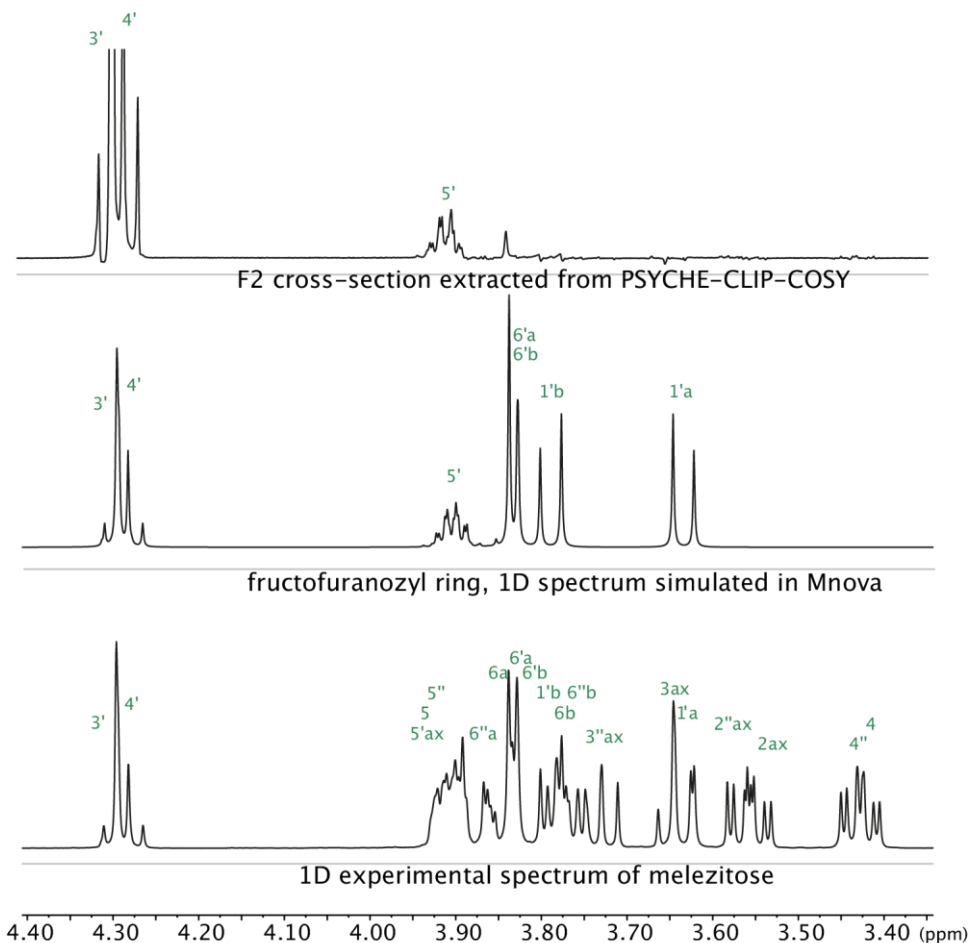 4'
3'
5'
F2 cross-section extracted from PSYCHE-CLIP-COSY
6'a
6'b
4'
1'b
1'a
3'
5'
fructofuranozyl ring, 1D spectrum simulated in Mnova
6'a
6a
6'b
5''
1'b 6''b
3ax
4'
5
6b
1'a
3'
2''ax
4
5'ax
6''a
3''ax
2ax
4''
1D experimental spectrum of melezitose
4.40 4.30 4.20 4.10 4.00 3.90 3.80 3.70 3.60 3.50 3.40 (ppm)